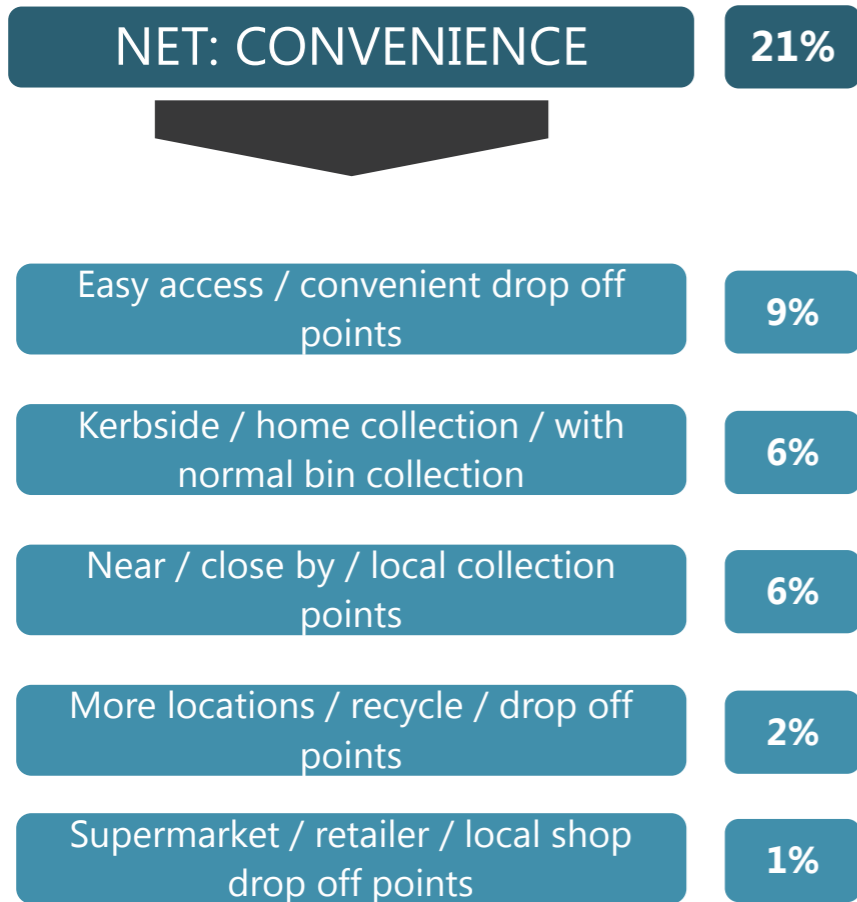 NET: CONVENIENCE 21%
Easy access / convenient drop off
points
9%
Kerbside / home collection / with
normal bin collection
6%
Near / close by / local collection
points
6%
More locations / recycle / drop off
points
2%
Supermarket / retailer / local shop
drop off points
1%